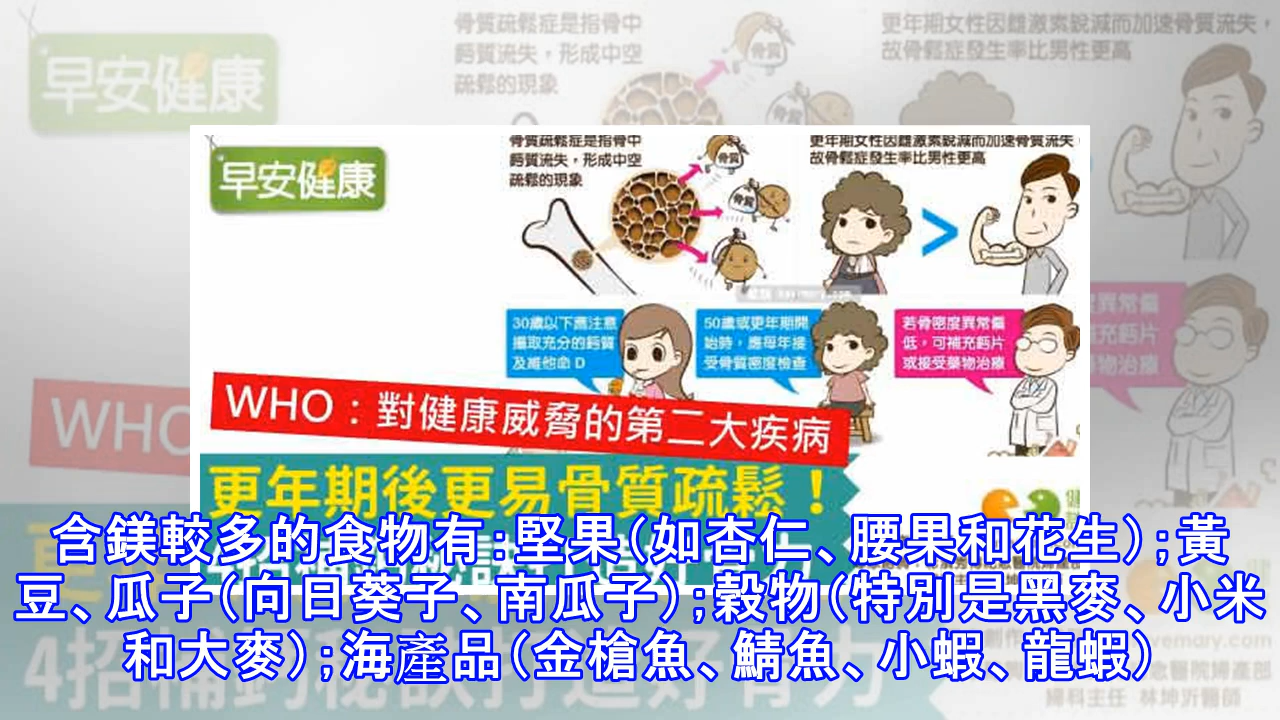 早安健康
骨質疏鬆症是指骨中
鈣質流失，形成中空
疏鬆的現象
骨質
骨質
更年期女性因雌激素銳減而加速骨質流失，
故骨鬆症發生率比男性更高
>
30歲以下應注意
攝取充分的鈣質
及維他命 D
50歲或更年期開
始時，應每年接
受骨質密度檢查
若骨密度異常偏
低，可補充鈣片
或接受藥物治療
WHO：對健康威脅的第二大疾病
更年期後更易骨質疏鬆！
含鎂較多的食物有:堅果(如杏仁、腰果和花生);黃
豆、瓜子(向日葵子、南瓜子);穀物(特別是黑麥、小米
和大麥);海產品(金槍魚、鯖魚、小蝦、龍蝦)
婦科主任 林坤沂醫師